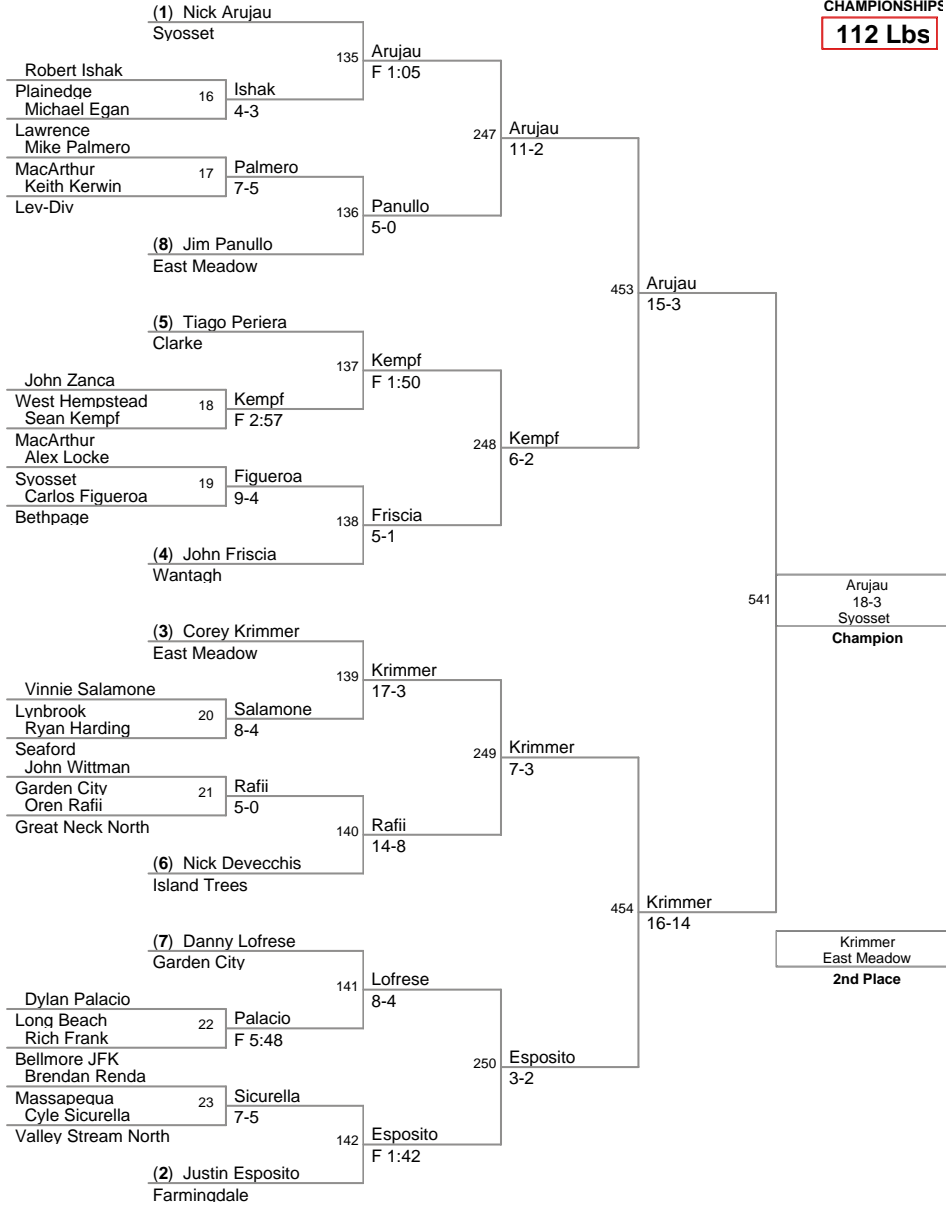 CHAMPIONSHIPS
112 Lbs
(1) Nick Arujau
Syosset
135 Arujau
F 1:05
Robert Ishak
Plainedge
16 Ishak
Michael Egan
4-3
Lawrence
247 Arujau
11-2
Mike Palmero
MacArthur
17 Palmero
Keith Kerwin
7-5
Lev-Div
136 Panullo
5-0
(8) Jim Panullo
East Meadow
453 Arujau
15-3
(5) Tiago Periera
Clarke
137 Kempf
F 1:50
John Zanca
West Hempstead
18 Kempf
Sean Kempf
F 2:57
MacArthur
248 Kempf
6-2
Alex Locke
Syosset
19 Figueroa
Carlos Figueroa
9-4
Bethpage
138 Friscia
5-1
(4) John Friscia
Wantagh
541 Arujau
18-3
Syosset
Champion
(3) Corey Krimmer
East Meadow
139 Krimmer
17-3
Vinnie Salamone
Lynbrook
20 Salamone
Ryan Harding
8-4
Seaford
249 Krimmer
7-3
John Wittman
Garden City
21 Rafii
Oren Rafii
5-0
Great Neck North
140 Rafii
14-8
(6) Nick Devecchis
Island Trees
454 Krimmer
16-14
Krimmer
East Meadow
2nd Place
(7) Danny Lofrese
Garden City
141 Lofrese
8-4
Dylan Palacio
Long Beach
22 Palacio
Rich Frank
F 5:48
Bellmore JFK
250 Esposito
3-2
Brendan Renda
Massapequa
23 Sicurella
Cyle Sicurella
7-5
Valley Stream North
142 Esposito
F 1:42
(2) Justin Esposito
Farmingdale